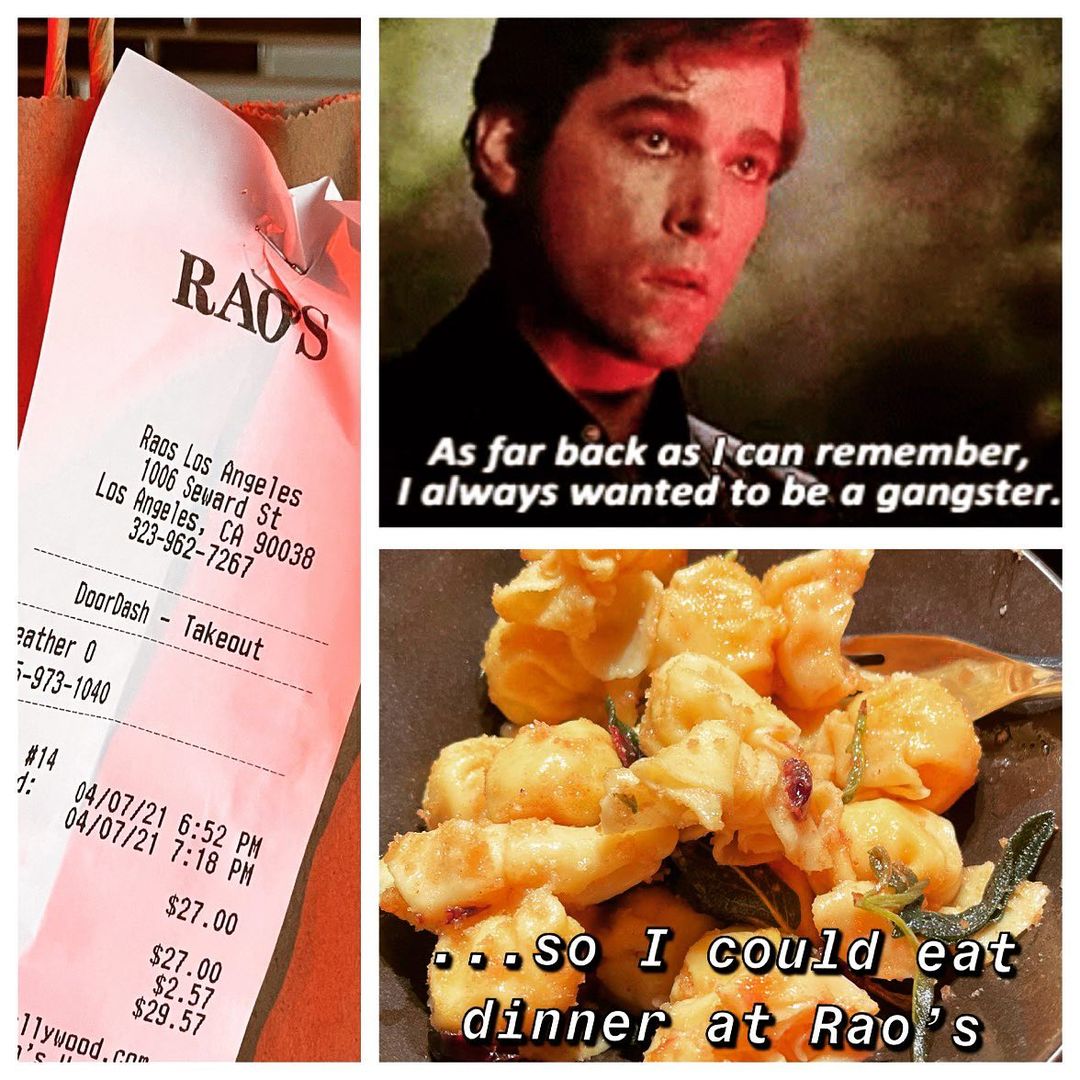 RAO'S
Raos Los Angeles
1006 Seward St
Los Angeles, CA 90038
323-962-7267
DoorDash - Takeout
eather O
5-973-1040
#14
d:
04/07/21 6:52 PM
04/07/21 7:18 PM
$27.00
$27.00
$2.57
$29.57
llywood.com
As far back as I can remember,
I always wanted to be a gangster.
...so I could eat
dinner at Rao's